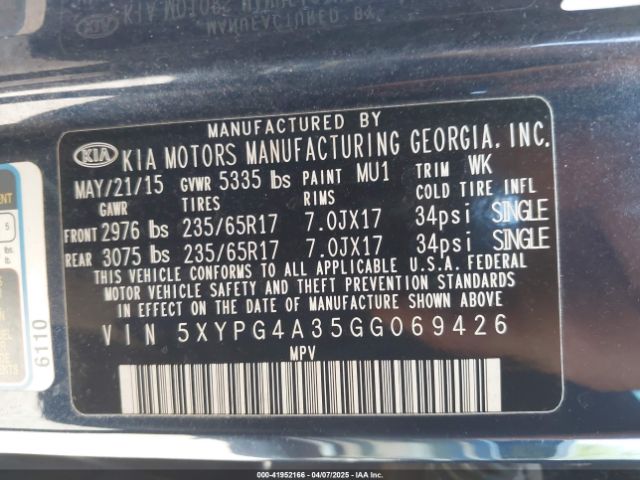 MANUFACTURED BY
KIA KIA MOTORS MANUFACTURING GEORGIA, INC.
MAY/21/15 GVWR 5335 lbs PAINT MU1 TRIM WK
GAWR TIRES RIMS COLD TIRE INFL
FRONT 2976 lbs 235/65R17 7.0JX17 34psi SINGLE
REAR 3075 lbs 235/65R17 7.0JX17 34psi SINGLE
THIS VEHICLE CONFORMS TO ALL APPLICABLE U.S.A. FEDERAL
MOTOR VEHICLE SAFETY AND THEFT PREVENTION STANDARDS
IN EFFECT ON THE DATE OF MANUFACTURE SHOWN ABOVE
VIN 5XYPG4A35GG069426
MPV
6110
5
000-41952166 - 04/07/2025 - IAAI.COM